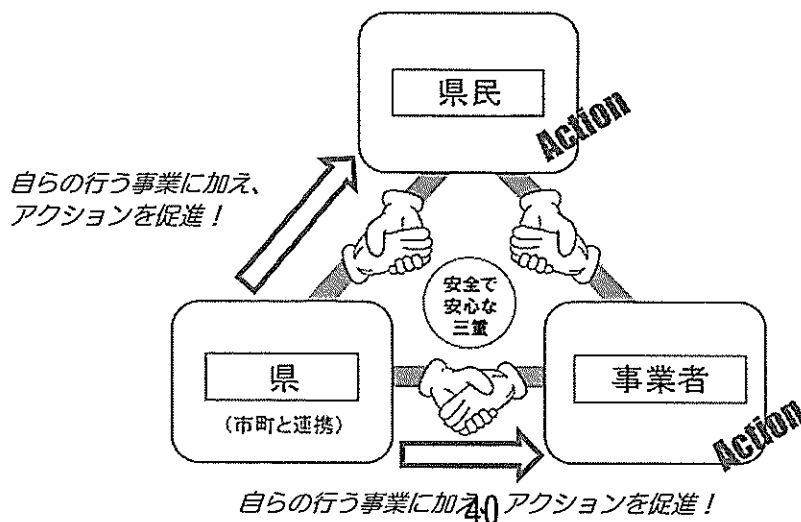 県民
Action
自らの行う事業に加え、
アクションを促進！
安全で
安心な
三重
県
(市町と連携)
事業者
Action
自らの行う事業に加え、アクションを促進！
40